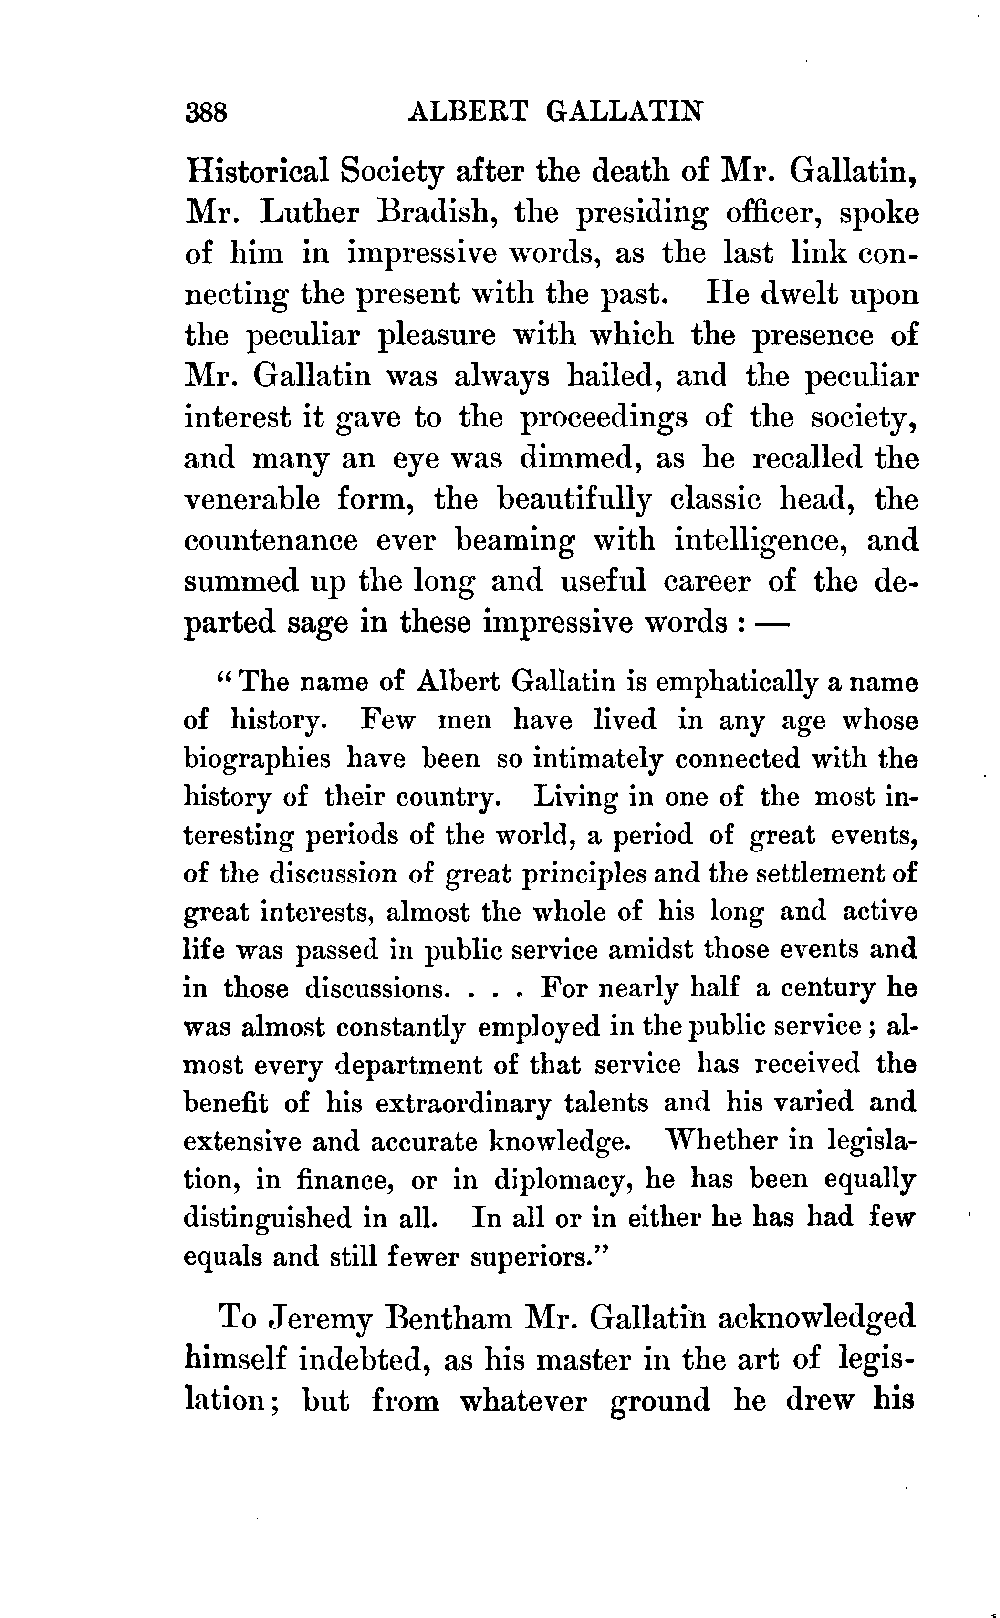 388 ALBERT GALLATIN
Historical Society after the death of Mr. Gallatin,
Mr. Luther Bradish, the presiding officer, spoke
of him in impressive words, as the last link con-
necting the present with the past. He dwelt upon
the peculiar pleasure with which the presence of
Mr. Gallatin was always hailed, and the peculiar
interest it gave to the proceedings of the society,
and many an eye was dimmed, as he recalled the
venerable form, the beautifully classic head, the
countenance ever beaming with intelligence, and
summed up the long and useful career of the de-
parted sage in these impressive words : —
“ The name of Albert Gallatin is emphatically a name
of history. Few men have lived in any age whose
biographies have been so intimately connected with the
history of their country. Living in one of the most in-
teresting periods of the world, a period of great events,
of the discussion of great principles and the settlement of
great interests, almost the whole of his long and active
life was passed in public service amidst those events and
in those discussions. . . . For nearly half a century he
was almost constantly employed in the public service ; al-
most every department of that service has received the
benefit of his extraordinary talents and his varied and
extensive and accurate knowledge. Whether in legisla-
tion, in finance, or in diplomacy, he has been equally
distinguished in all. In all or in either he has had few
equals and still fewer superiors.”
To Jeremy Bentham Mr. Gallatin acknowledged
himself indebted, as his master in the art of legis-
lation; but from whatever ground he drew his